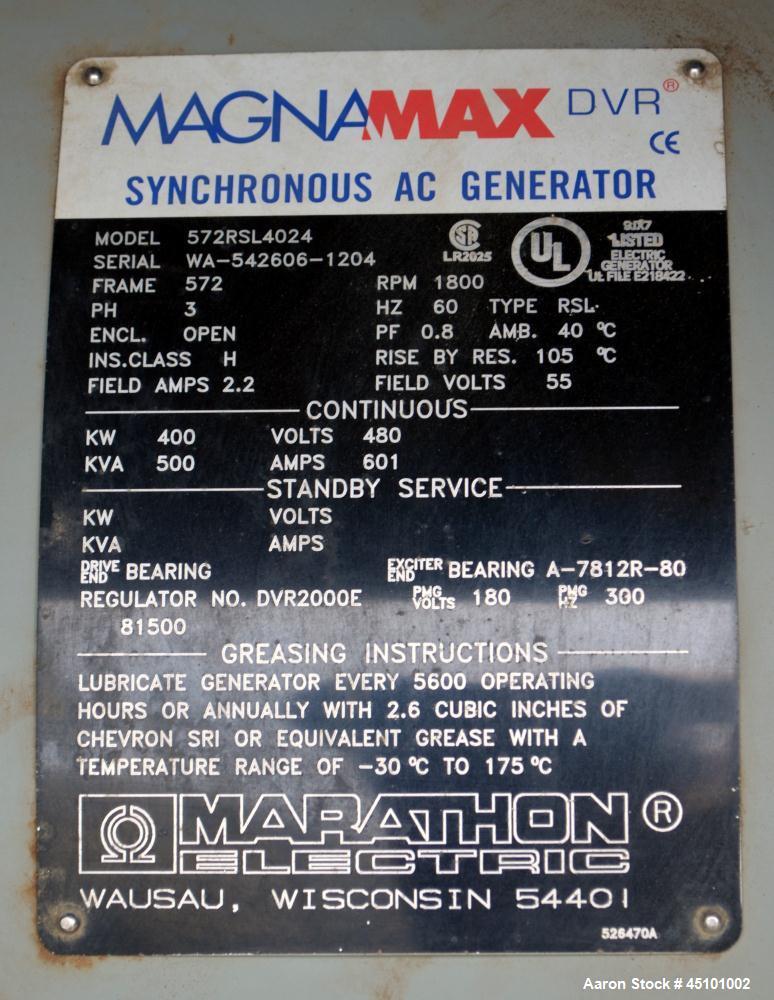 MAGNAMAX DVR®
CE
SYNCHRONOUS AC GENERATOR
MODEL 572RSL4024
SERIAL WA-542606-1204
SA
LR2025
UL
9JX7
LISTED
ELECTRIC
GENERATOR
UL FILE E218422
FRAME 572 RPM 1800
PH 3 HZ 60 TYPE RSL
ENCL. OPEN PF 0.8 AMB. 40 °C
INS.CLASS H RISE BY RES. 105 °C
FIELD AMPS 2.2 FIELD VOLTS 55
CONTINUOUS
KW 400 VOLTS 480
KVA 500 AMPS 601
STANDBY SERVICE
KW VOLTS
KVA AMPS
DRIVE END BEARING EXCITER END BEARING A-7812R-80
REGULATOR NO. DVR2000E PMG VOLTS 180 PMG HZ 300
81500
GREASING INSTRUCTIONS
LUBRICATE GENERATOR EVERY 5600 OPERATING
HOURS OR ANNUALLY WITH 2.6 CUBIC INCHES OF
CHEVRON SRI OR EQUIVALENT GREASE WITH A
TEMPERATURE RANGE OF -30 °C TO 175 °C
MARATHON ®
ELECTRIC
WAUSAU, WISCONSIN 54401
526470A
Aaron Stock # 45101002